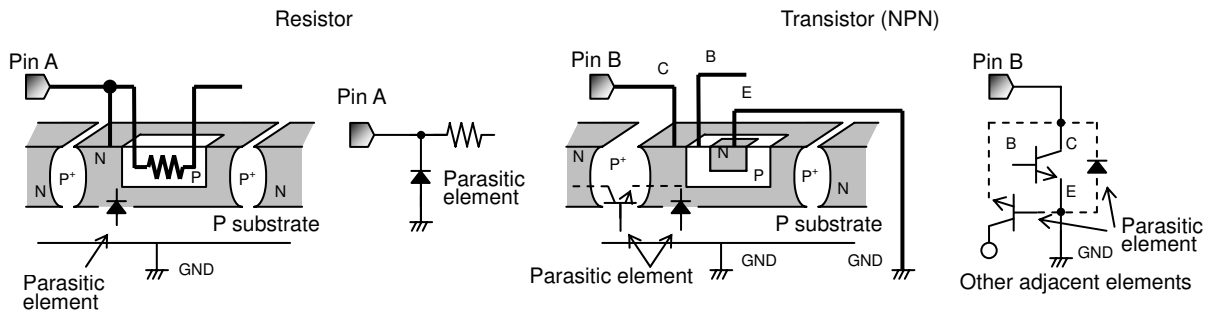 Resistor
Transistor (NPN)
Pin A
N
N
P+
P
P+
N
P substrate
GND
Parasitic
element
Pin A
Parasitic
element
Pin B
C
B
E
N
N
P+
N
P
P+
N
P substrate
GND
GND
Parasitic element
Pin B
B
C
E
GND
Parasitic
element
Other adjacent elements